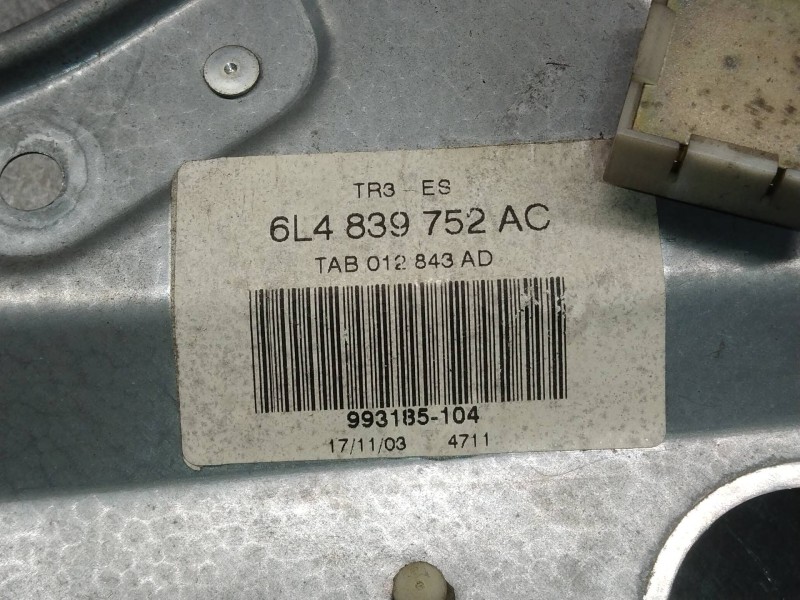 TR3 - ES
6L4 839 752 AC
TAB 012 843 AD
993185-104
17/11/03 4711